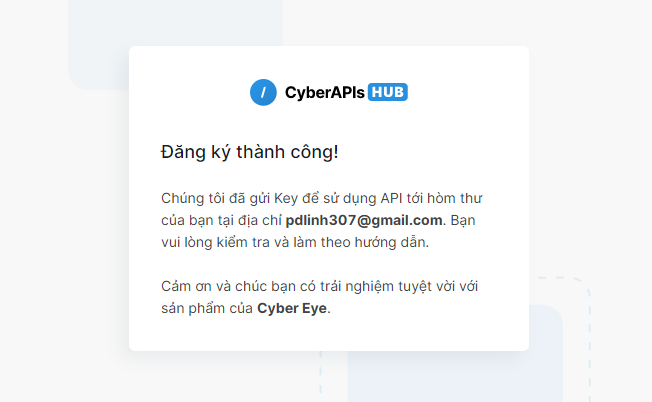 / CyberAPIs HUB
Đăng ký thành công!
Chúng tôi đã gửi Key để sử dụng API tới hòm thư
của bạn tại địa chỉ pdlinh307@gmail.com. Bạn
vui lòng kiểm tra và làm theo hướng dẫn.
Cảm ơn và chúc bạn có trải nghiệm tuyệt vời với
sản phẩm của Cyber Eye.